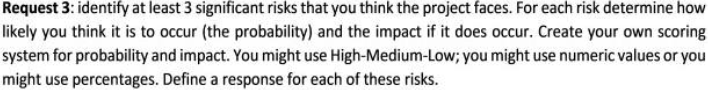 Request 3: identify at least 3 significant risks that you think the project faces. For each risk determine how
likely you think it is to occur (the probability) and the impact if it does occur. Create your own scoring
system for probability and impact. You might use High-Medium-Low; you might use numeric values or you
might use percentages. Define a response for each of these risks.